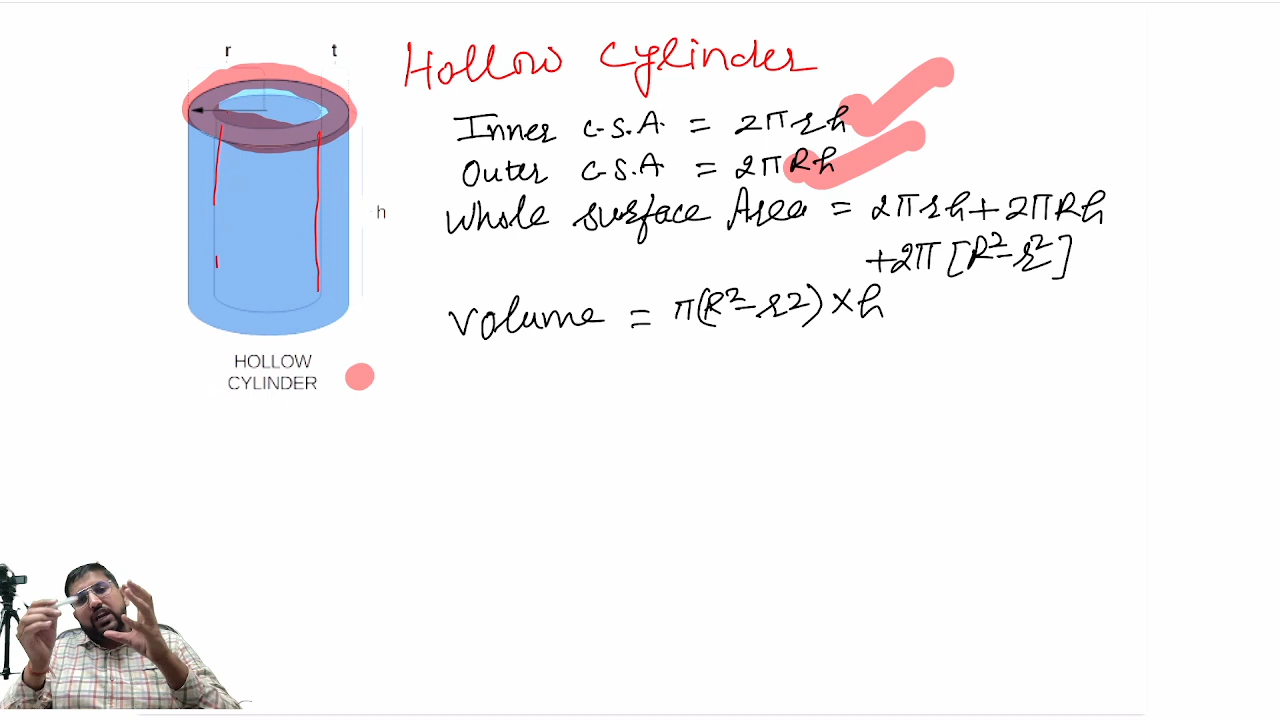 r t
Hollow Cylinder
Inner C.S.A. = 2πrh
Outer C.S.A = 2πRh
Whole surface Area = 2πrh + 2πRh
+ 2π [R²-r²]
h
Volume = π(R²-r2) × h
HOLLOW
CYLINDER